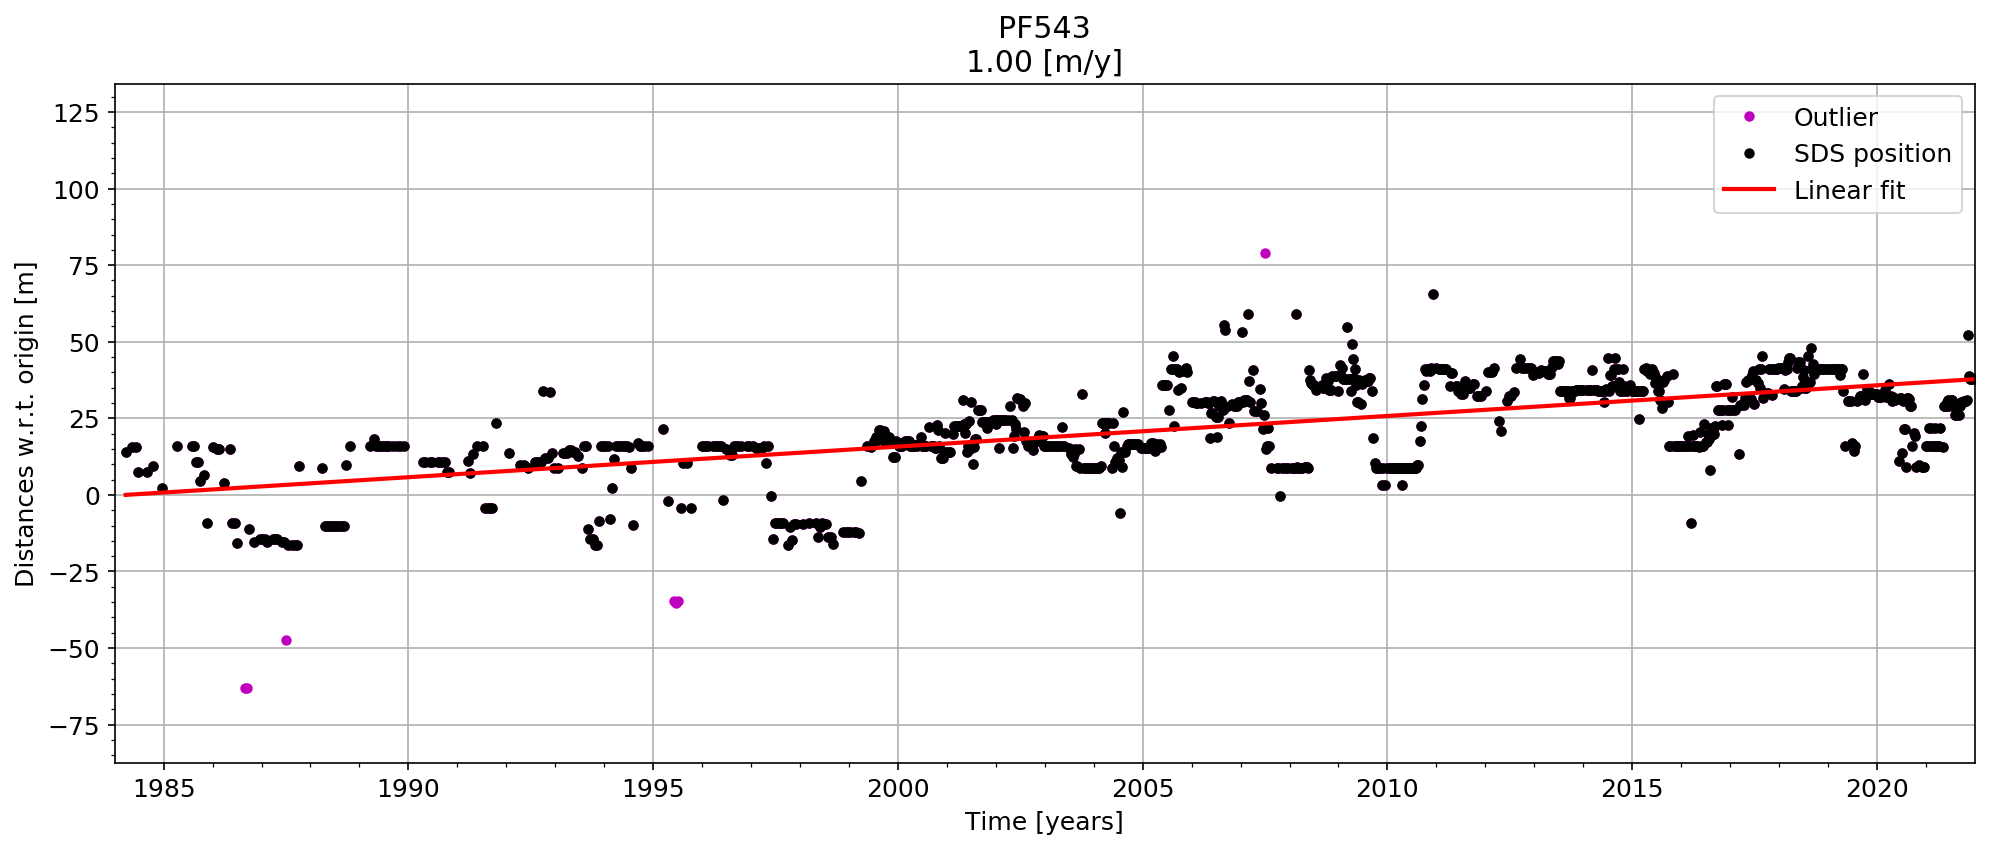 PF543
1.00 [m/y]
125
100
75
50
25
0
−25
−50
−75
Distances w.r.t. origin [m]
Outlier
SDS position
Linear fit
1985
1990
1995
2000
2005
2010
2015
2020
Time [years]